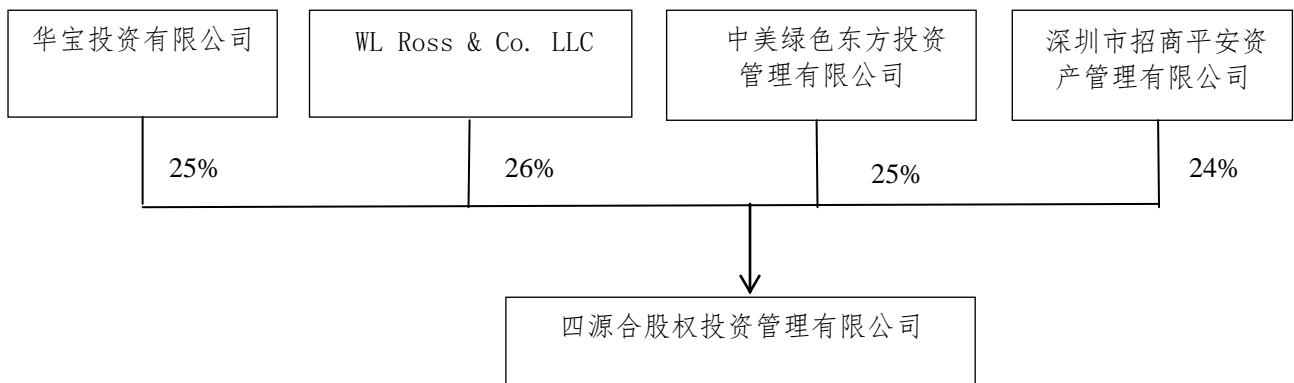 华宝投资有限公司
WL Ross & Co. LLC
中美绿色东方投资
管理有限公司
深圳市招商平安资
产管理有限公司
25%
26%
25%
24%
四源合股权投资管理有限公司